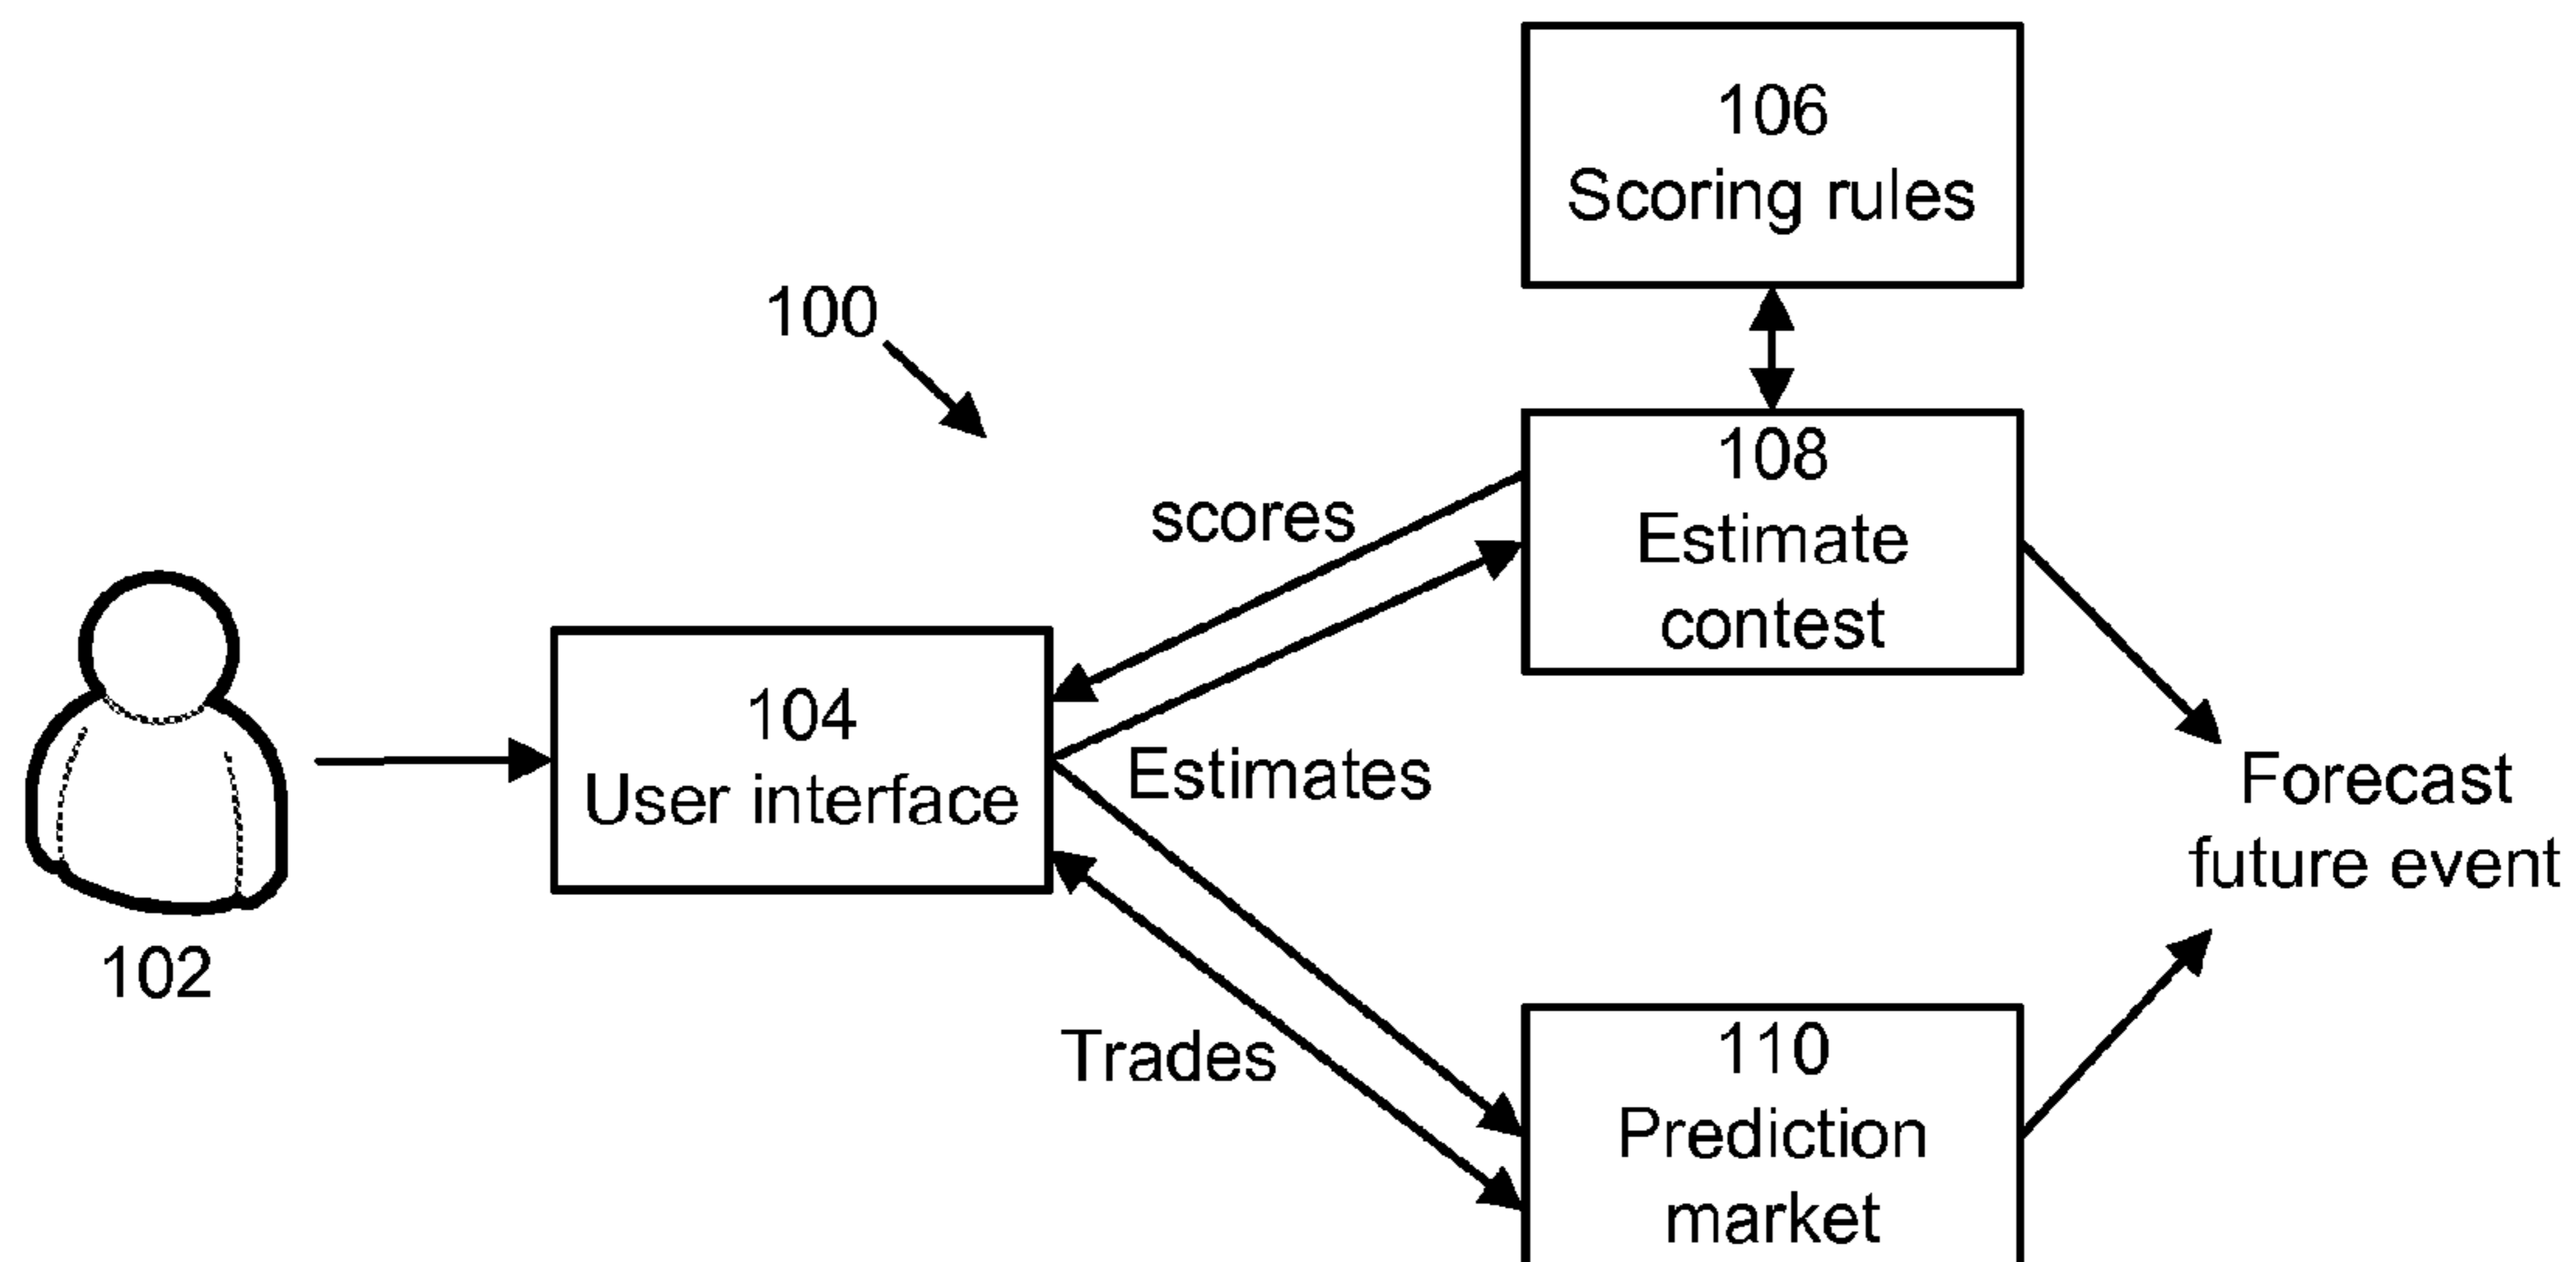 106
Scoring rules
100
108
Estimate
contest
scores
104
User interface
Estimates
Forecast
future event
102
Trades
110
Prediction
market